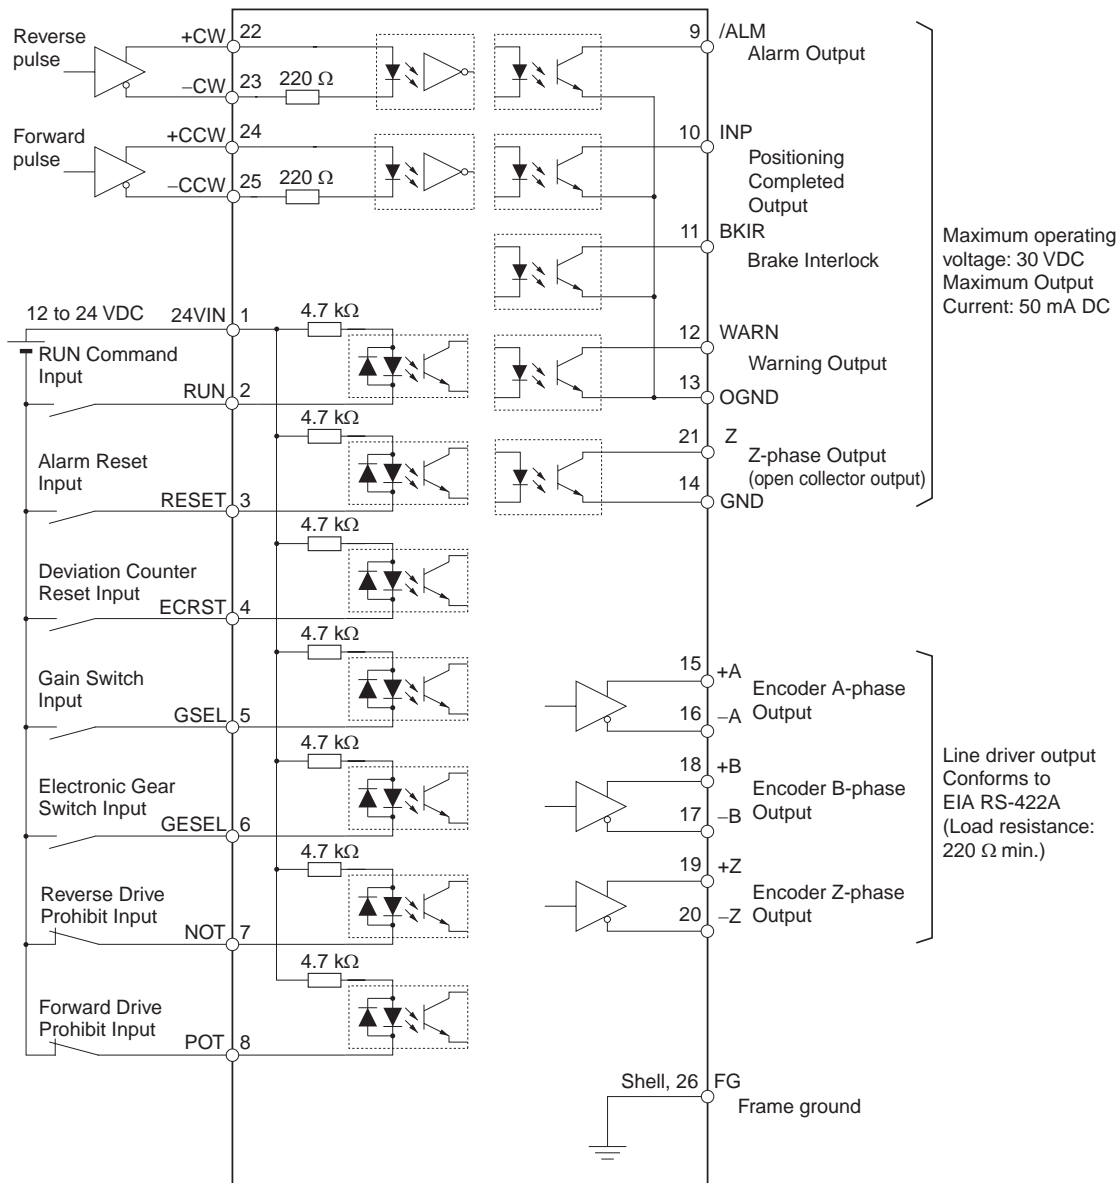 Reverse
pulse
+CW
22
–CW
23
220 Ω
Forward
pulse
+CCW
24
–CCW
25
220 Ω
12 to 24 VDC
24VIN
1
4.7 kΩ
RUN Command
Input
RUN
2
4.7 kΩ
Alarm Reset
Input
RESET
3
4.7 kΩ
Deviation Counter
Reset Input
ECRST
4
4.7 kΩ
Gain Switch
Input
GSEL
5
4.7 kΩ
Electronic Gear
Switch Input
GESEL
6
4.7 kΩ
Reverse Drive
Prohibit Input
NOT
7
4.7 kΩ
Forward Drive
Prohibit Input
POT
8
9
/ALM
Alarm Output
10
INP
Positioning
Completed
Output
11
BKIR
Brake Interlock
12
WARN
Warning Output
13
OGND
21
Z
Z-phase Output
(open collector output)
14
GND
Maximum operating
voltage: 30 VDC
Maximum Output
Current: 50 mA DC
15
+A
Encoder A-phase
Output
16
–A
18
+B
Encoder B-phase
Output
17
–B
19
+Z
Encoder Z-phase
Output
20
–Z
Line driver output
Conforms to
EIA RS-422A
(Load resistance:
220 Ω min.)
Shell, 26
FG
Frame ground